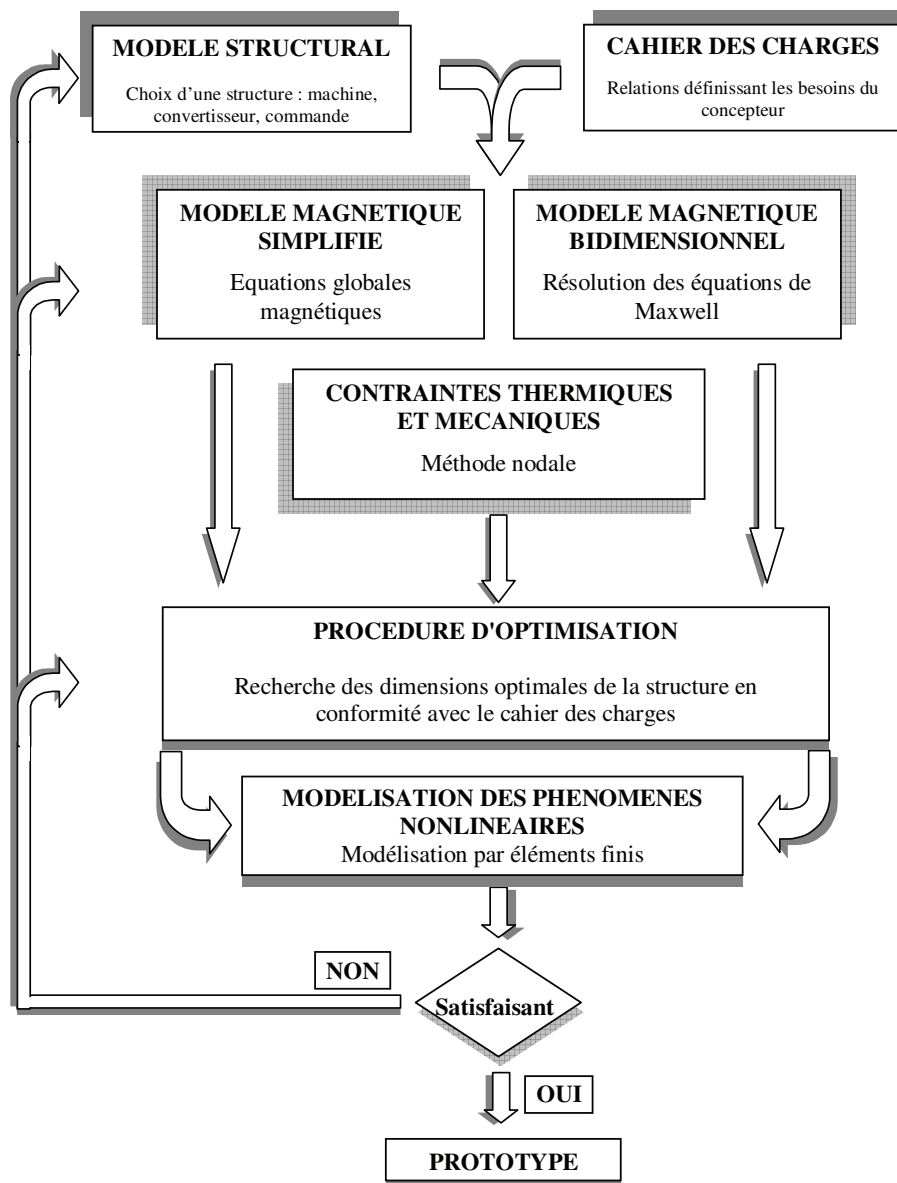 MODELE STRUCTURAL
Choix d'une structure : machine,
convertisseur, commande
CAHIER DES CHARGES
Relations définissant les besoins du
concepteur
MODELE MAGNETIQUE
SIMPLIFIE
Equations globales
magnétiques
MODELE MAGNETIQUE
BIDIMENSIONNEL
Résolution des équations de
Maxwell
CONTRAINTES THERMIQUES
ET MECANIQUES
Méthode nodale
PROCEDURE D'OPTIMISATION
Recherche des dimensions optimales de la structure en
conformité avec le cahier des charges
MODELISATION DES PHENOMENES
NONLINEAIRES
Modélisation par éléments finis
NON
Satisfaisant
OUI
PROTOTYPE